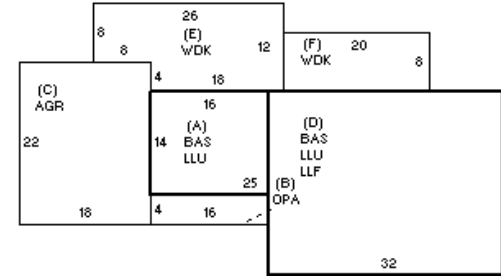 26
8
(E)
WDK
8
12
(F)
WDK
20
8
4
18
(C)
AGR
22
16
(A)
BAS
LLU
14
25
(D)
BAS
LLU
LLF
(B)
OPA
18
4
16
32